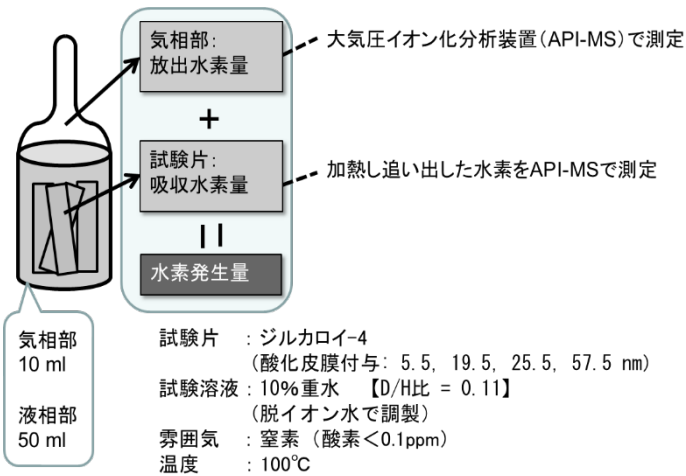 気相部:
放出水素量
大気圧イオン化分析装置(API-MS)で測定
+
試験片:
吸収水素量
加熱し追い出した水素をAPI-MSで測定
=
水素発生量
気相部
10 ml
液相部
50 ml
試験片 :ジルカロイ-4
(酸化皮膜付与: 5.5, 19.5, 25.5, 57.5 nm)
試験溶液:10%重水 【D/H比 = 0.11】
(脱イオン水で調製)
雰囲気 :窒素(酸素<0.1ppm)
温度 :100℃